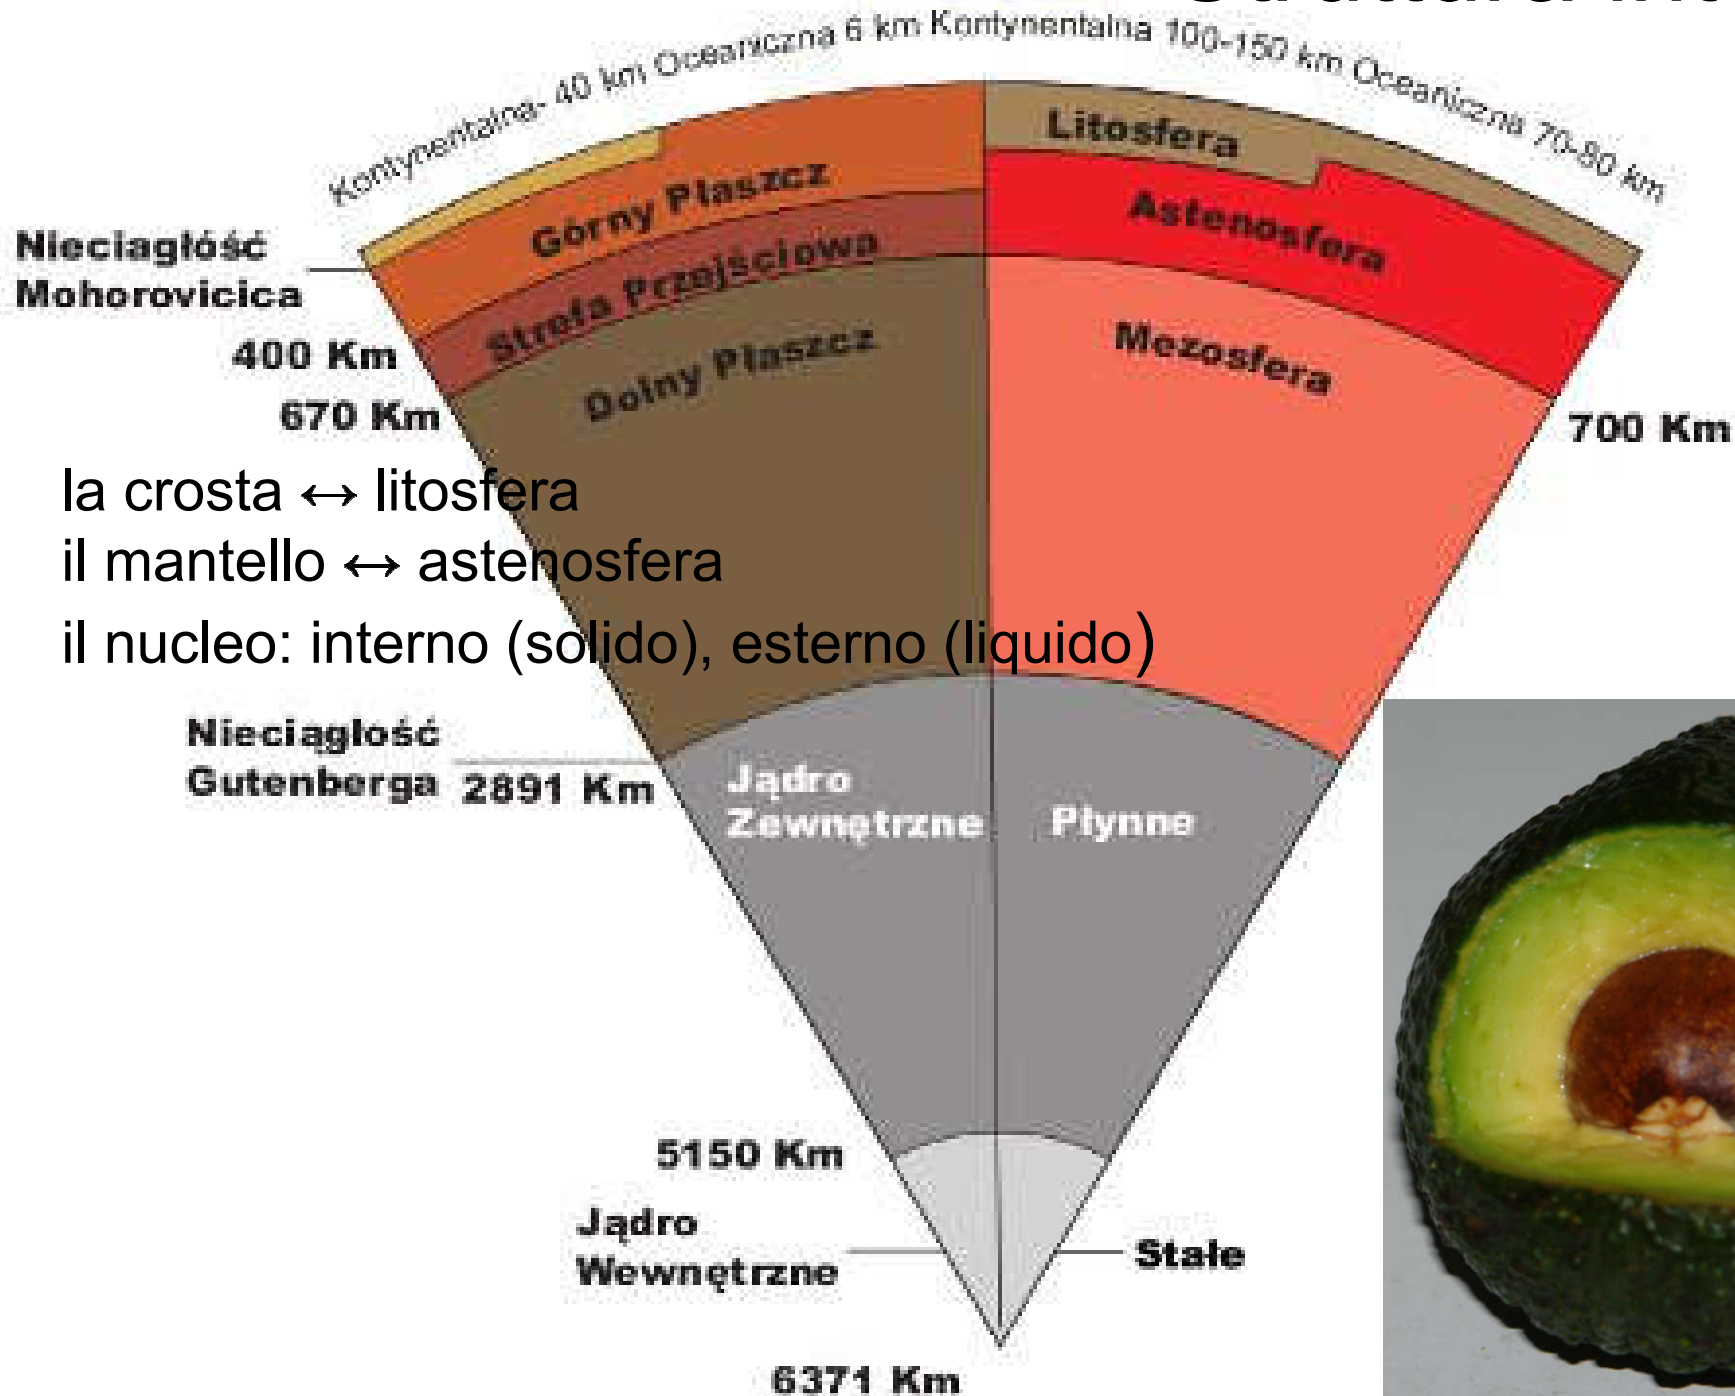 Kontynentalna- 40 km Oceaniczna 6 km Kontynentalna 100-150 km Oceaniczna 70-80 km
Litosfera
Górny Płaszcz
Astenosfera
Nieciagłóść
Mohorovicica
Strefa Przejściowa
400 Km
Mezosfera
Dolny Płaszcz
670 Km
700 Km
la crosta ↔ litosfera
il mantello ↔ astenosfera
il nucleo: interno (solido), esterno (liquido)
Nieciągłość
Gutenberga 2891 Km
Jądro
Zewnętrzne
Płynne
5150 Km
Jądro
Wewnętrzne
Stałe
6371 Km